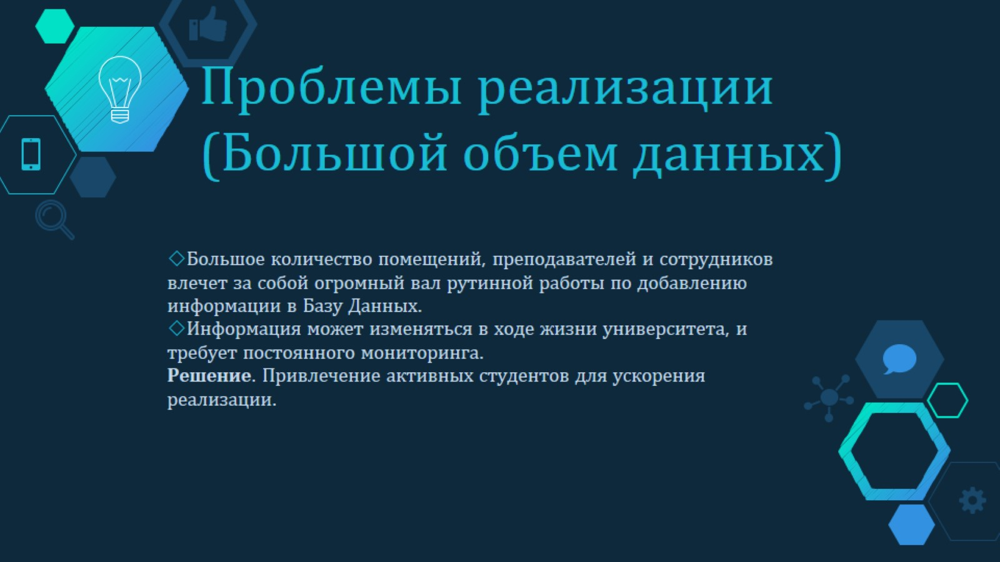 Проблемы реализации
(Большой объем данных)
◇Большое количество помещений, преподавателей и сотрудников
влечет за собой огромный вал рутинной работы по добавлению
информации в Базу Данных.
◇Информация может изменяться в ходе жизни университета, и
требует постоянного мониторинга.
Решение. Привлечение активных студентов для ускорения
реализации.